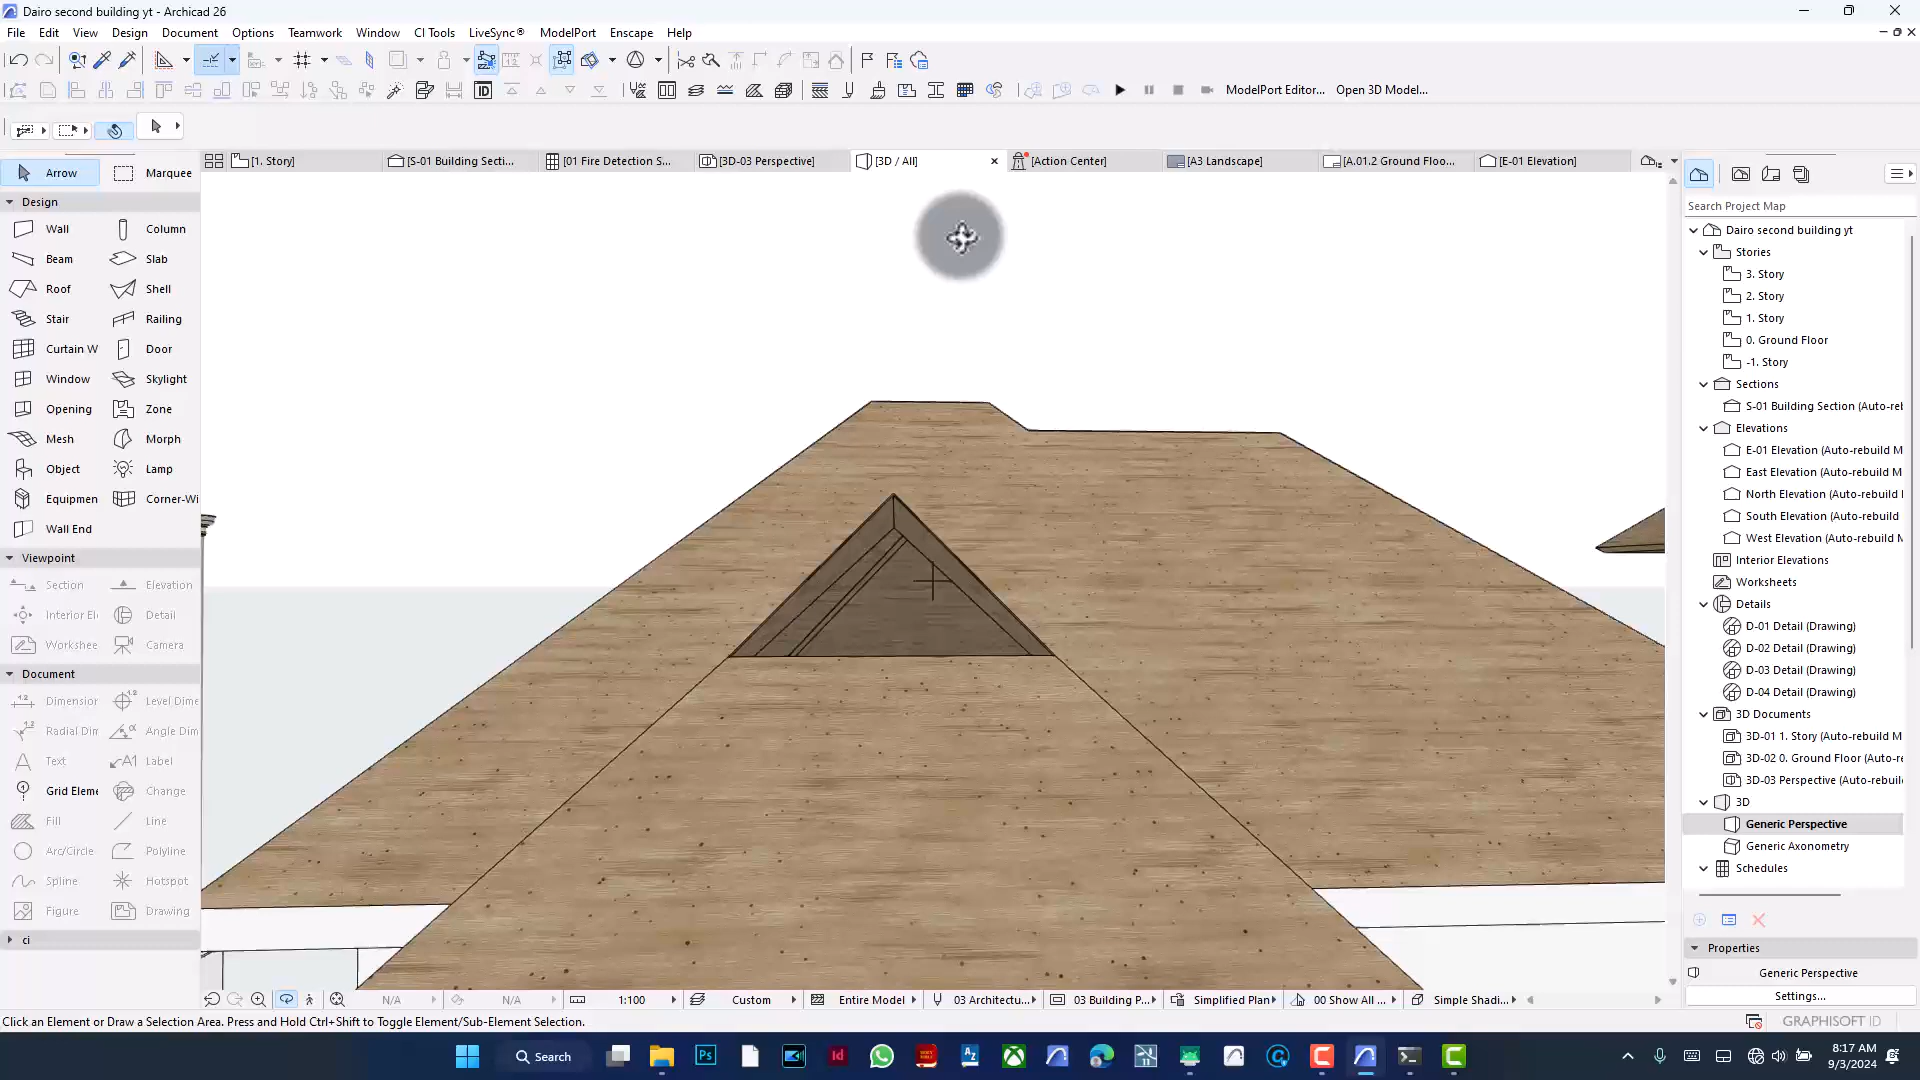 Dairo second building yt - Archicad 26
File Edit View Design Document Options Teamwork Window CI Tools LiveSync® ModelPort Enscape Help
ModelPort Editor... Open 3D Model...
[1. Story] [S-01 Building Secti... [01 Fire Detection S... [3D-03 Perspective] [3D / All] [Action Center] [A3 Landscape] [A.01.2 Ground Floo... [E-01 Elevation]
Arrow Marquee
Design
Wall Column
Beam Slab
Roof Shell
Stair Railing
Curtain W Door
Window Skylight
Opening Zone
Mesh Morph
Object Lamp
Equipmen Corner-Wi
Wall End
Viewpoint
Section Elevation
Interior El Detail
Workshee Camera
Document
Dimension Level Dime
Radial Dim Angle Dim
Text Label
Grid Eleme Change
Fill Line
Arc/Circle Polyline
Spline Hotspot
Figure Drawing
ci
Search Project Map
Dairo second building yt
Stories
3. Story
2. Story
1. Story
0. Ground Floor
-1. Story
Sections
S-01 Building Section (Auto-rel
Elevations
E-01 Elevation (Auto-rebuild M
East Elevation (Auto-rebuild M
North Elevation (Auto-rebuild
South Elevation (Auto-rebuild
West Elevation (Auto-rebuild M
Interior Elevations
Worksheets
Details
D-01 Detail (Drawing)
D-02 Detail (Drawing)
D-03 Detail (Drawing)
D-04 Detail (Drawing)
3D Documents
3D-01 1. Story (Auto-rebuild M
3D-02 0. Ground Floor (Auto-re
3D-03 Perspective (Auto-rebuil
3D
Generic Perspective
Generic Axonometry
Schedules
Properties
Generic Perspective
Settings...
N/A N/A 1:100 Custom Entire Model 03 Architectu... 03 Building P... Simplified Plan 00 Show All ... Simple Shadi...
Click an Element or Draw a Selection Area. Press and Hold Ctrl+Shift to Toggle Element/Sub-Element Selection.
GRAPHISOFT ID
Search
8:17 AM
9/3/2024